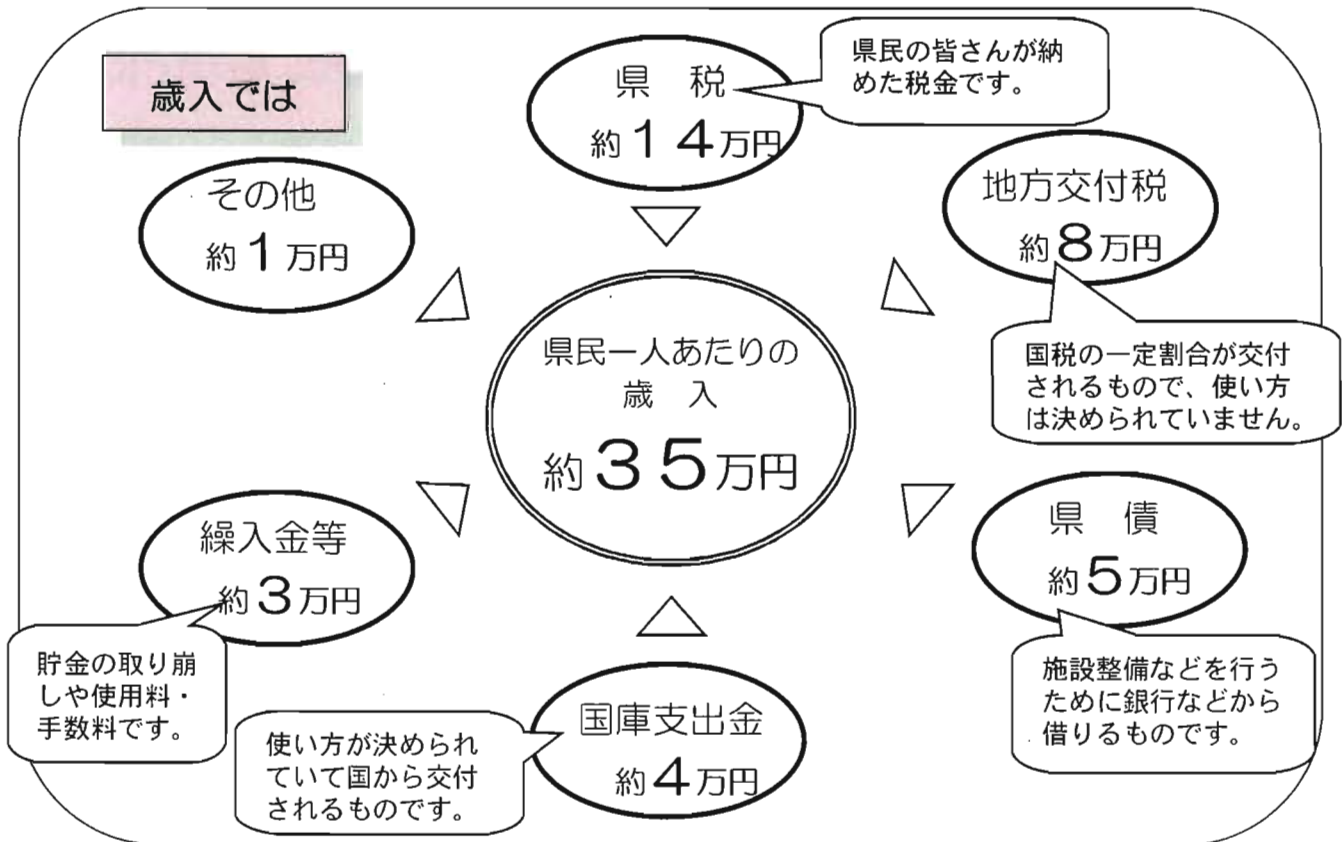 歳入では
県　税
約１４万円
県民の皆さんが納
めた税金です。
その他
約１万円
地方交付税
約８万円
国税の一定割合が交付
されるもので、使い方
は決められていません。
県民一人あたりの
歳　入
約３５万円
繰入金等
約３万円
貯金の取り崩
しや使用料・
手数料です。
県　債
約５万円
施設整備などを行う
ために銀行などから
借りるものです。
国庫支出金
約４万円
使い方が決められ
ていて国から交付
されるものです。